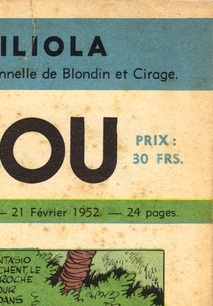 ILIOLA
nnelle de Blondin et Cirage.
OU
PRIX :
30 FRS.
— 21 Février 1952. — 24 pages.
NTASIO
CHENT LE
ROCHE
OUR
DANS